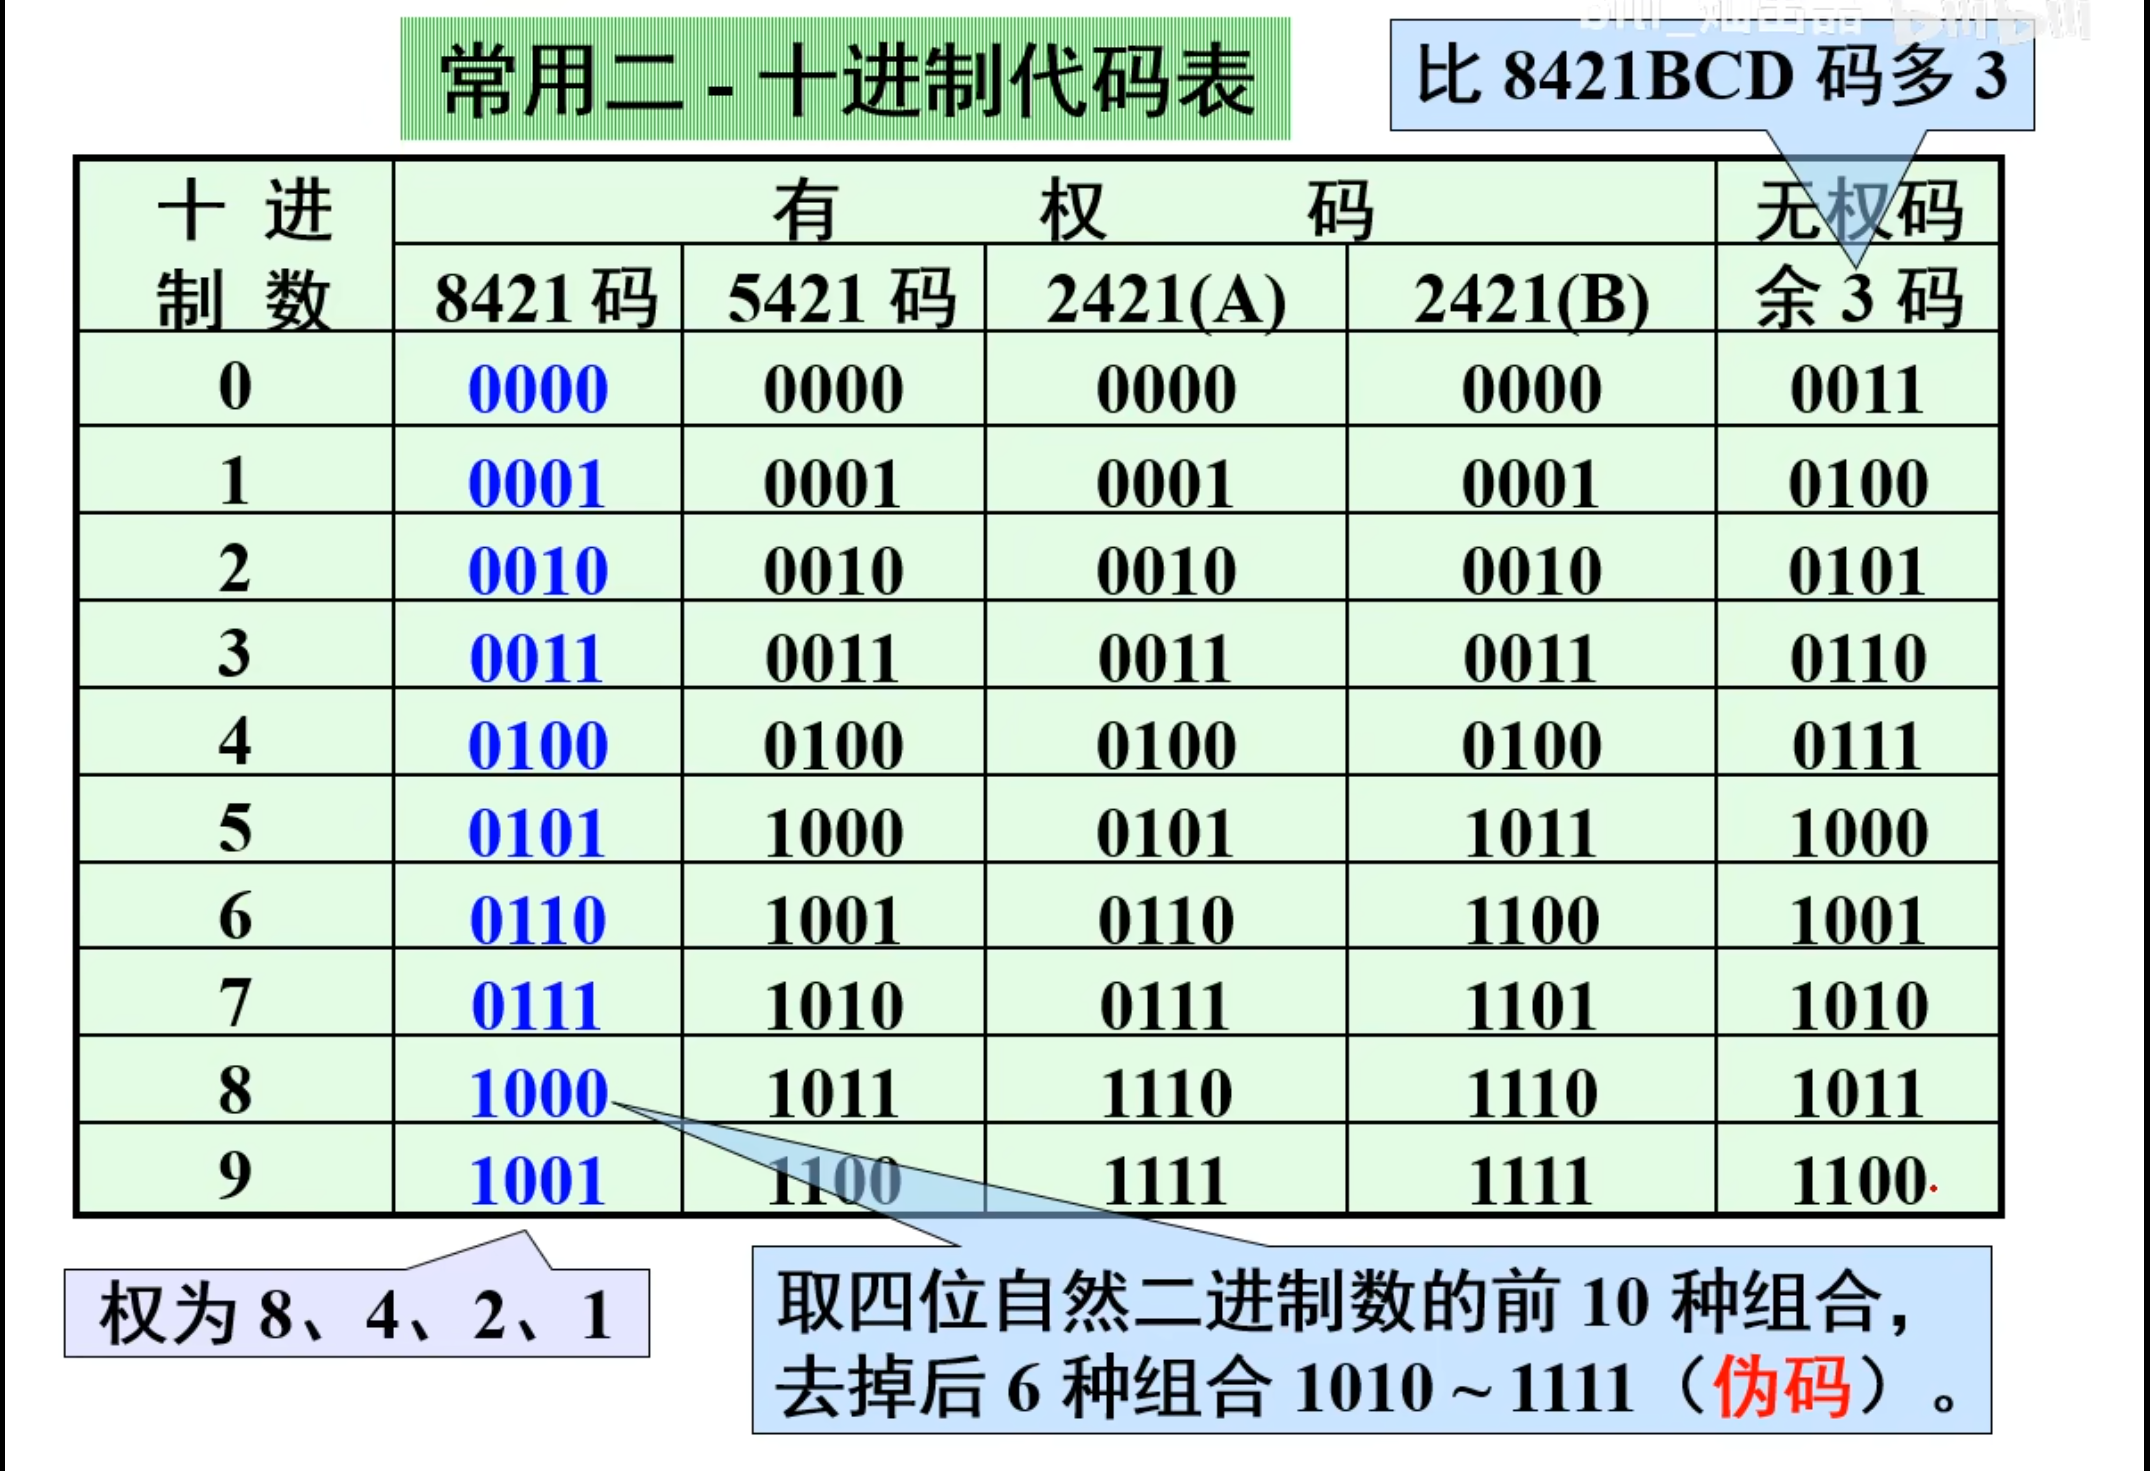 常用二-十进制代码表
比 8421BCD 码多 3
十进制数 有权码 无权码
8421 码 5421 码 2421(A) 2421(B) 余 3 码
0 0000 0000 0000 0000 0011
1 0001 0001 0001 0001 0100
2 0010 0010 0010 0010 0101
3 0011 0011 0011 0011 0110
4 0100 0100 0100 0100 0111
5 0101 1000 0101 1011 1000
6 0110 1001 0110 1100 1001
7 0111 1010 0111 1101 1010
8 1000 1011 1110 1110 1011
9 1001 1100 1111 1111 1100
权为 8、4、2、1
取四位自然二进制数的前 10 种组合，
去掉后 6 种组合 1010 ~ 1111（伪码）。